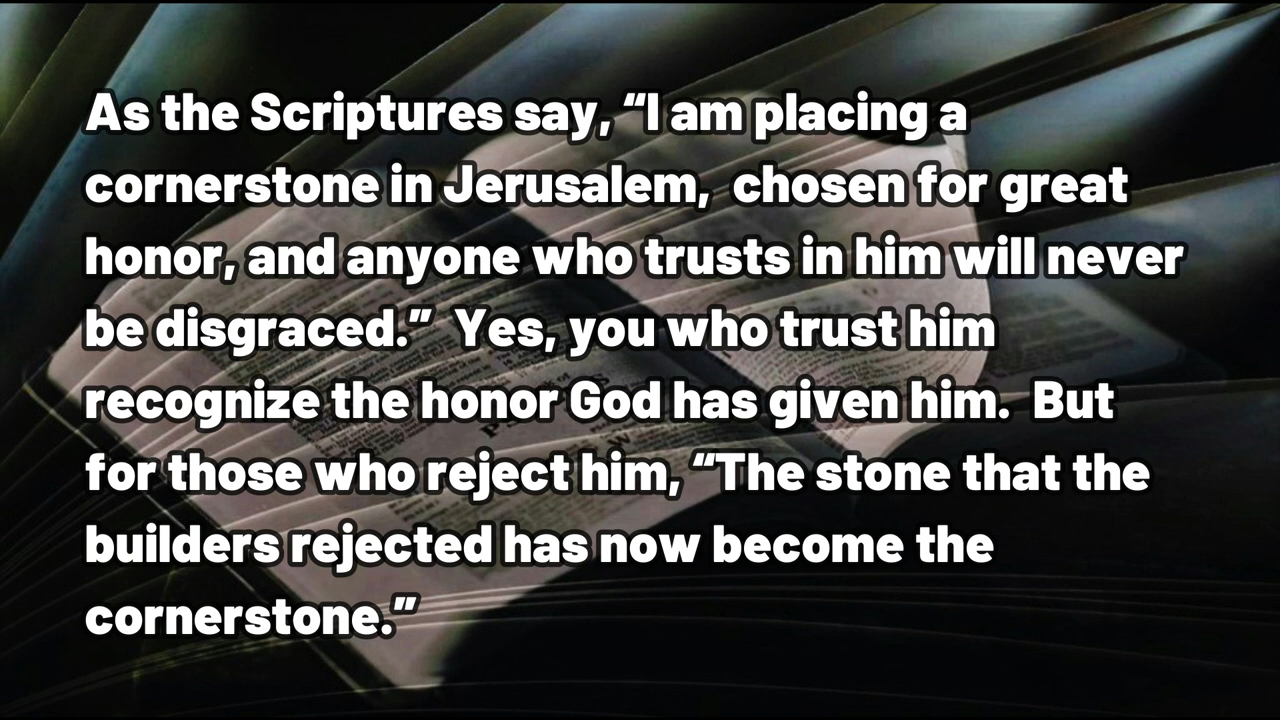 As the Scriptures say, “I am placing a
cornerstone in Jerusalem,  chosen for great
honor, and anyone who trusts in him will never
be disgraced.”  Yes, you who trust him
recognize the honor God has given him.  But
for those who reject him, “The stone that the
builders rejected has now become the
cornerstone.”